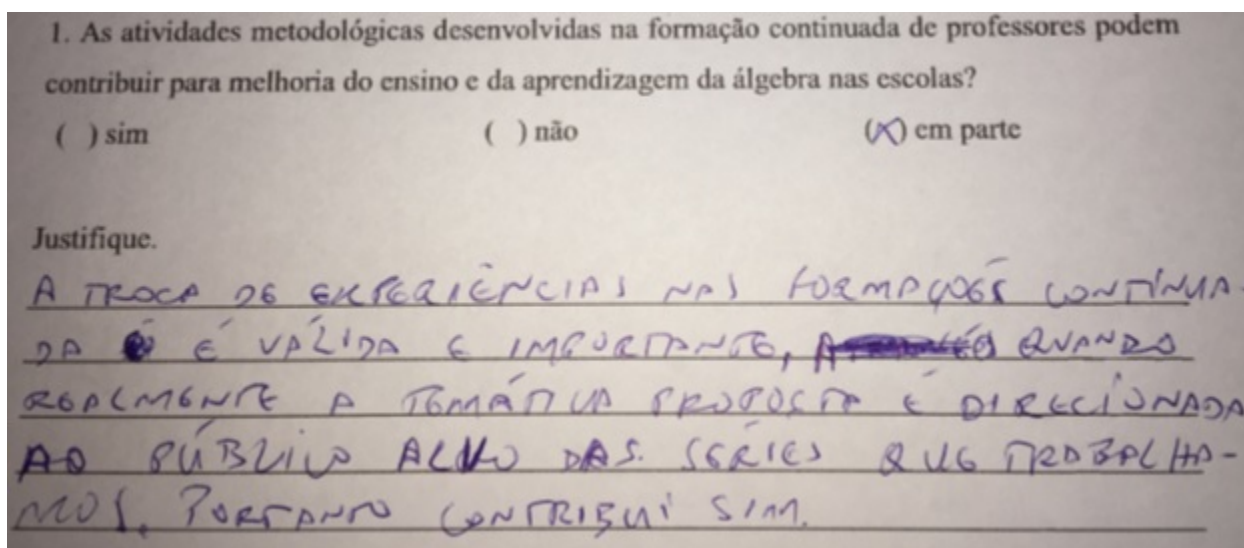 1. As atividades metodológicas desenvolvidas na formação continuada de professores podem
contribuir para melhoria do ensino e da aprendizagem da álgebra nas escolas?
( ) sim ( ) não (X) em parte
Justifique.
A TROCA DE EXPERIÊNCIAS NAS FORMAÇÕES CONTÍNUA
DA É VÁLIDA E IMPORTANTE, QUANDO
REALMENTE A TEMÁTICA PROPOSTA É DIRECIONADA
AO PÚBLICO ALVO DAS SÉRIES QUE TRABALHA-
MOS. PORTANTO CONTRIBUI SIM.